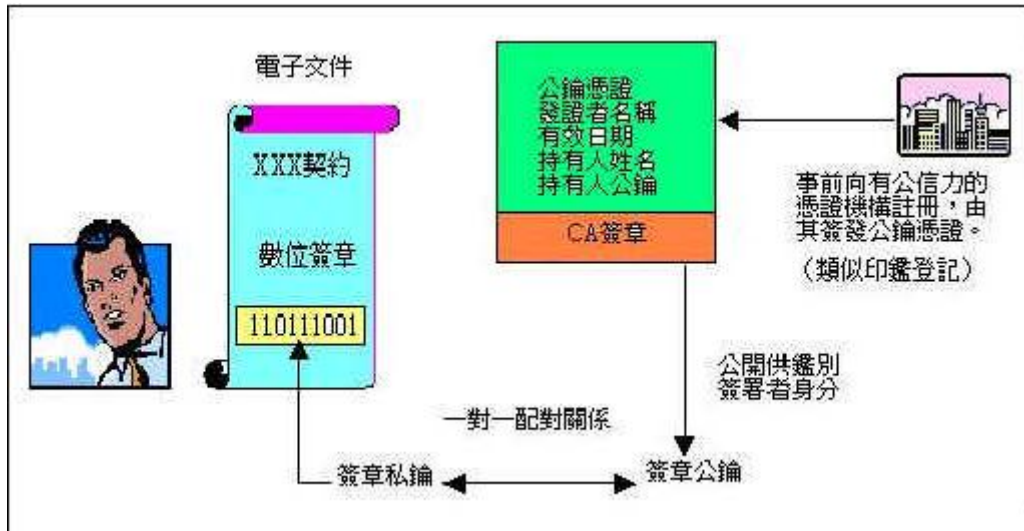 電子文件
XXX契約
數位簽章
110111001
公鑰憑證
發證者名稱
有效日期
持有人姓名
持有人公鑰
CA簽章
事前向有公信力的
憑證機構註冊，由
其簽發公鑰憑證。
（類似印鑑登記）
公開供鑑別
簽署者身分
一對一配對關係
簽章私鑰
簽章公鑰